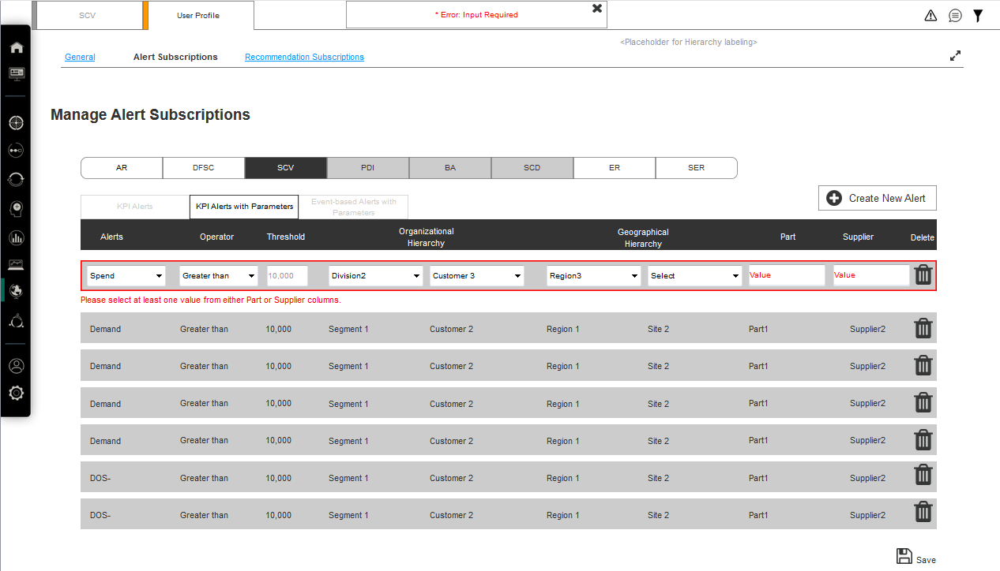 SCV
User Profile
* Error: Input Required
<Placeholder for Hierarchy labeling>
General
Alert Subscriptions
Recommendation Subscriptions
Manage Alert Subscriptions
AR DFSC SCV PDI BA SCD ER SER
KPI Alerts
KPI Alerts with Parameters
Event-based Alerts with
Parameters
Create New Alert
Alerts Operator Threshold
Organizational
Hierarchy
Geographical
Hierarchy
Part Supplier Delete
Spend Greater than 10,000 Division2 Customer 3 Region3 Select Value Value
Please select at least one value from either Part or Supplier columns.
Demand Greater than 10,000 Segment 1 Customer 2 Region 1 Site 2 Part1 Supplier2
Demand Greater than 10,000 Segment 1 Customer 2 Region 1 Site 2 Part1 Supplier2
Demand Greater than 10,000 Segment 1 Customer 2 Region 1 Site 2 Part1 Supplier2
Demand Greater than 10,000 Segment 1 Customer 2 Region 1 Site 2 Part1 Supplier2
DOS- Greater than 10,000 Segment 1 Customer 2 Region 1 Site 2 Part1 Supplier2
DOS- Greater than 10,000 Segment 1 Customer 2 Region 1 Site 2 Part1 Supplier2
Save